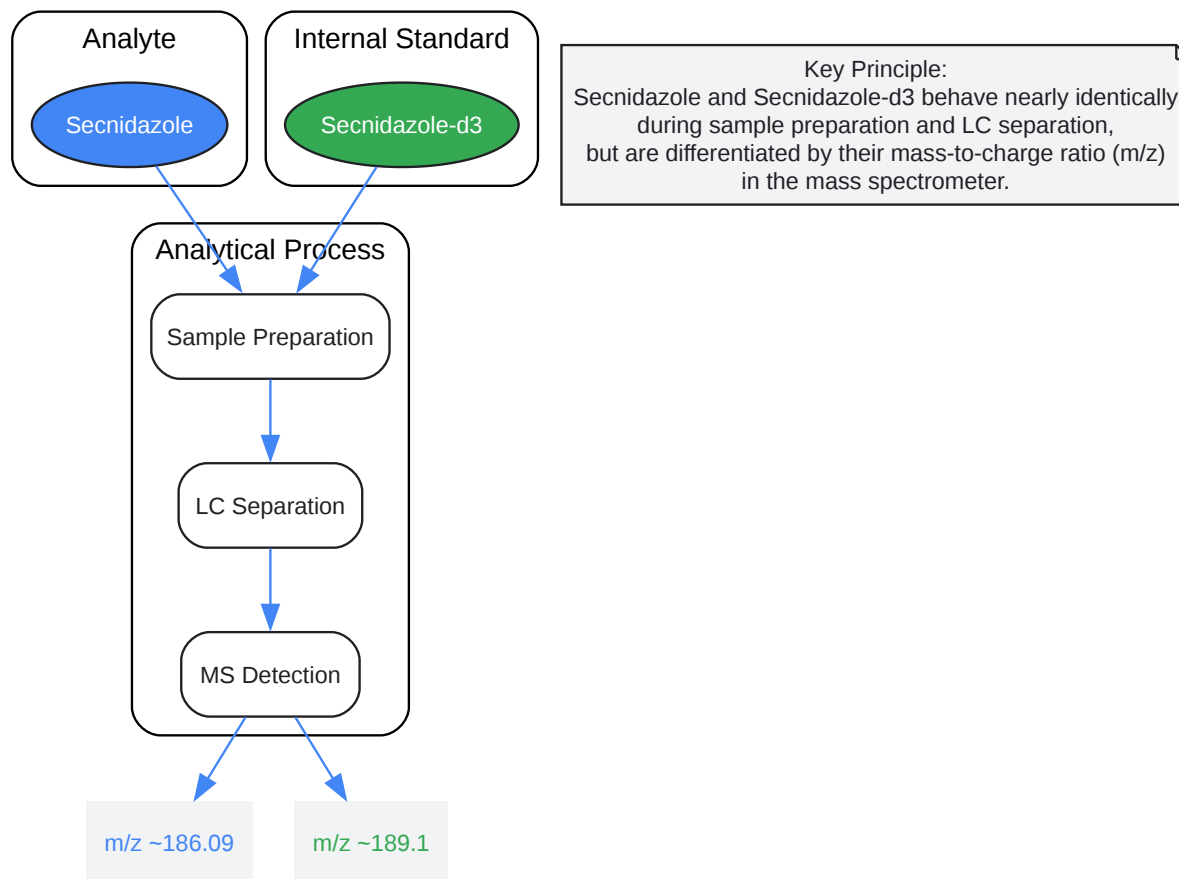 Analyte
Internal Standard
Secnidazole
Secnidazole-d3
Key Principle:
Secnidazole and Secnidazole-d3 behave nearly identically
during sample preparation and LC separation,
but are differentiated by their mass-to-charge ratio (m/z)
in the mass spectrometer.
Analytical Process
Sample Preparation
LC Separation
MS Detection
m/z ~186.09
m/z ~189.1